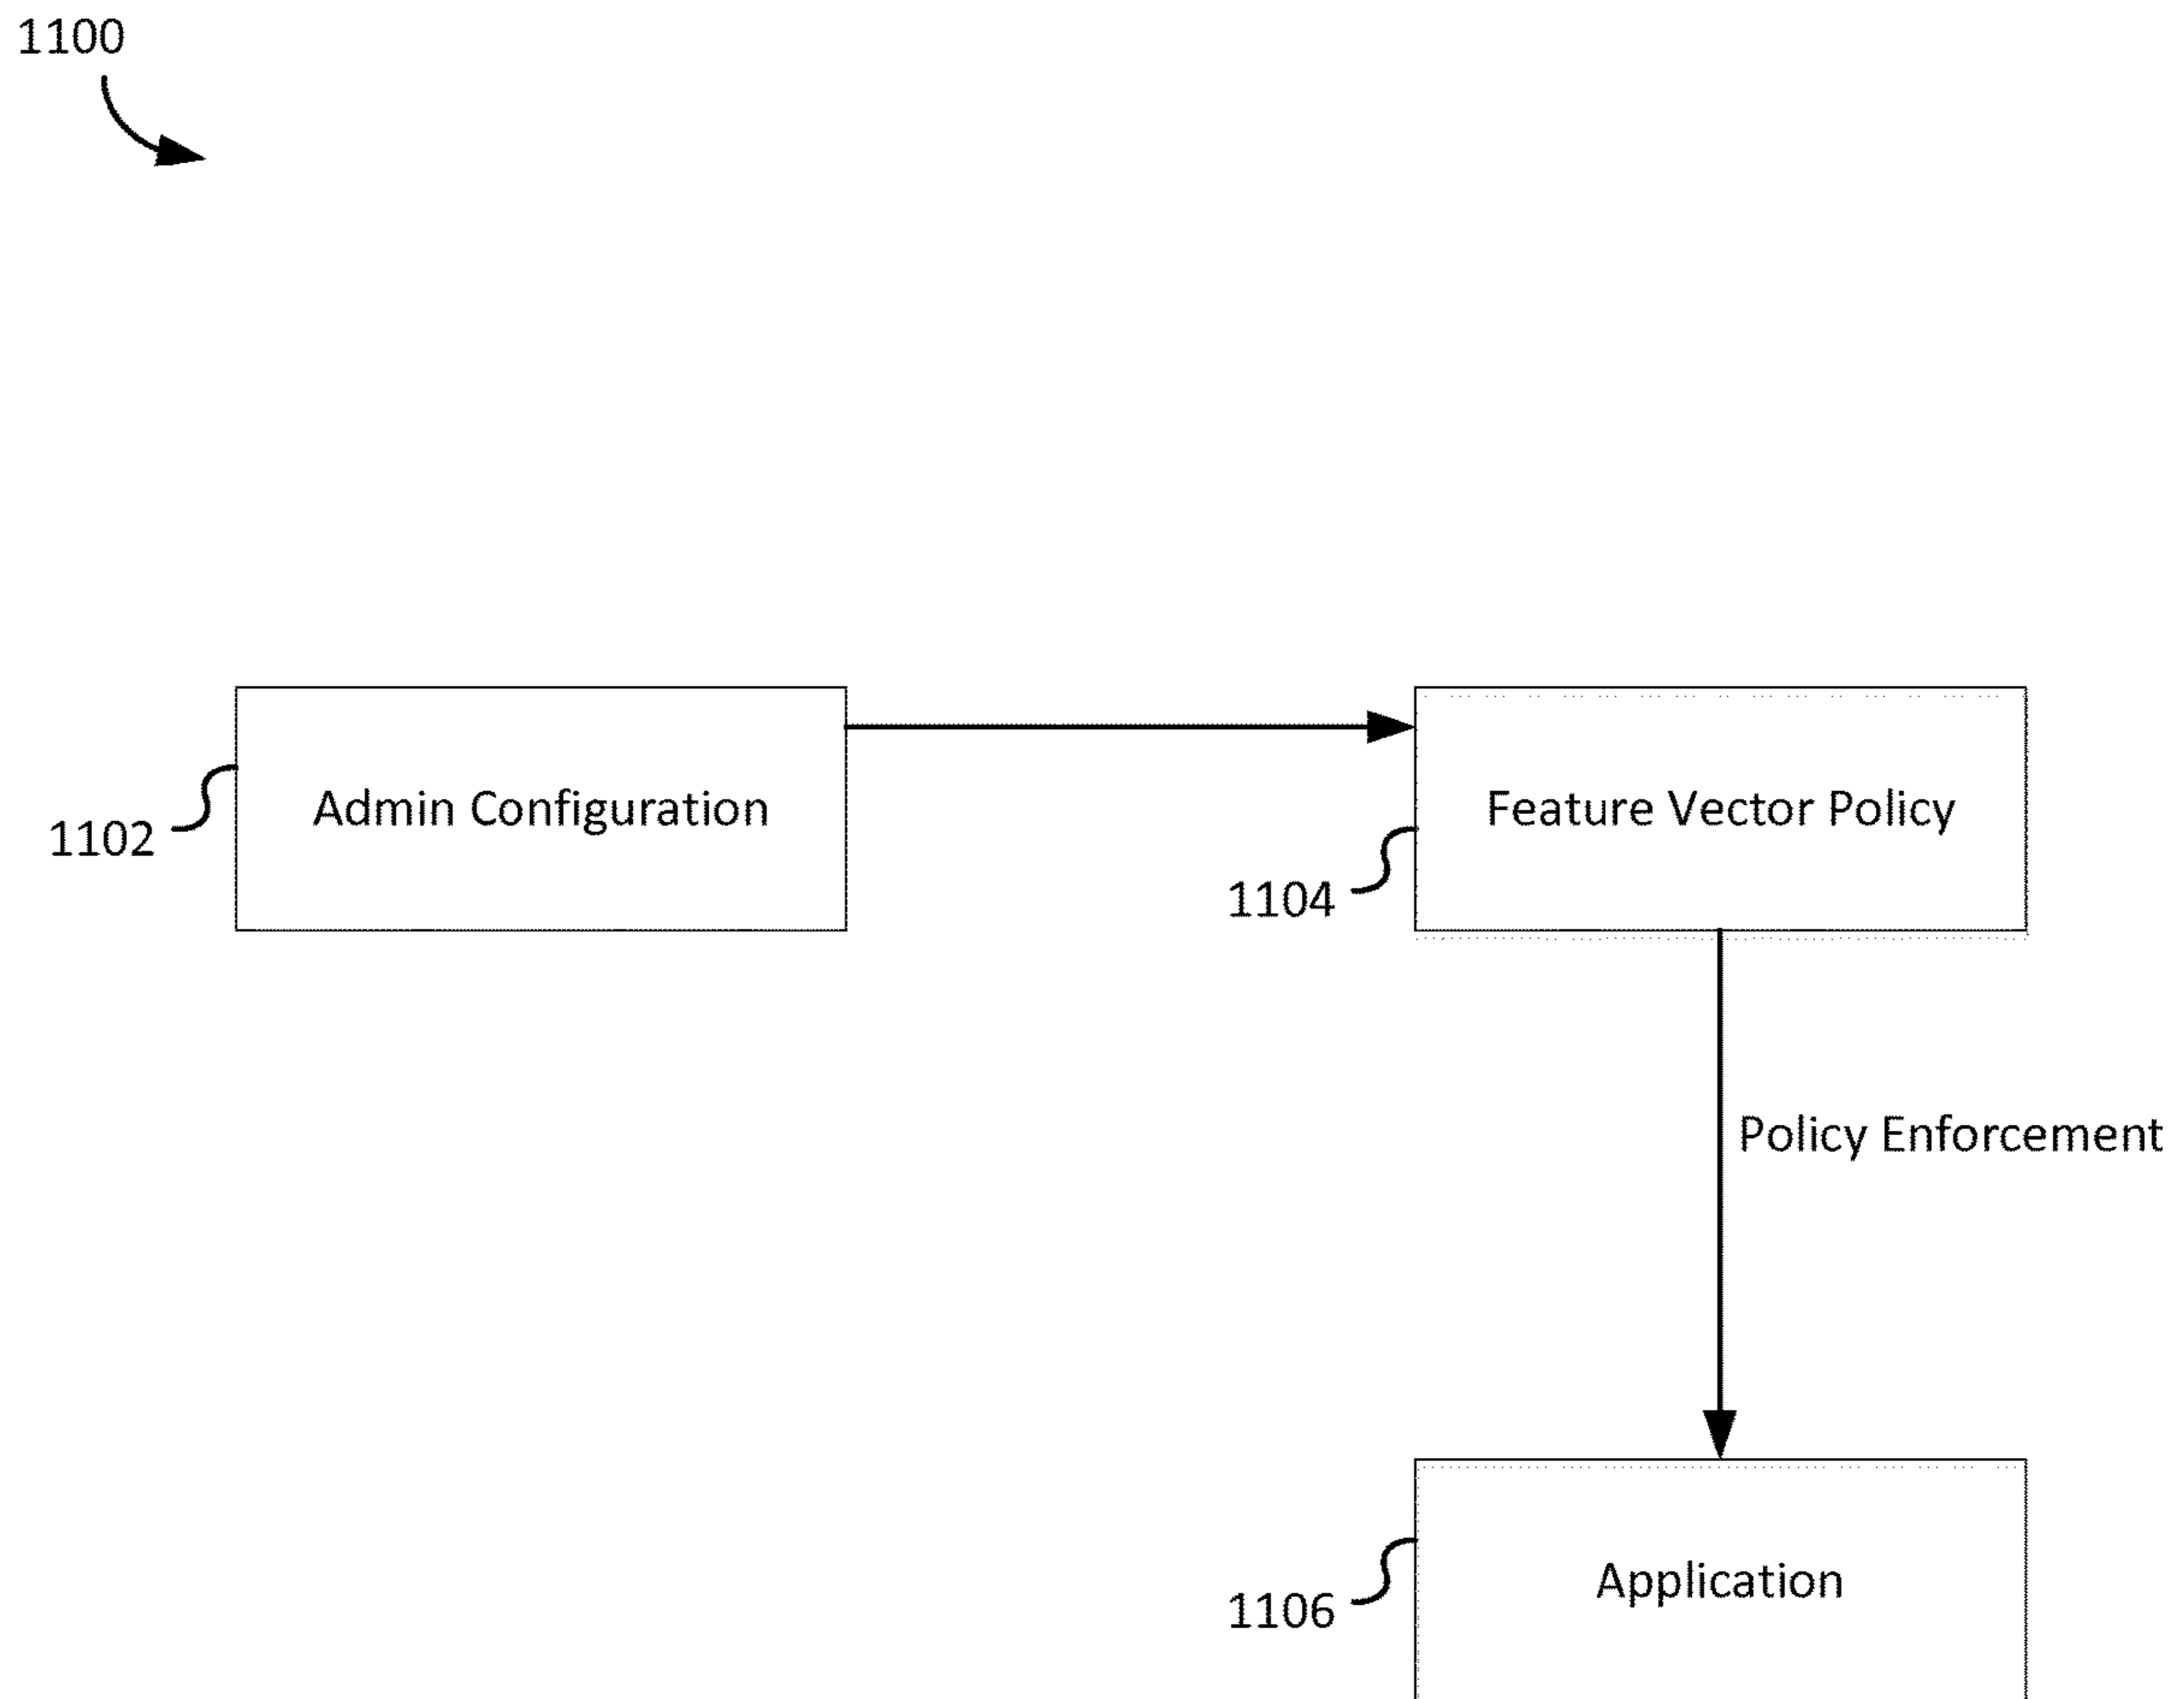 1100
Admin Configuration
1102
Feature Vector Policy
1104
Policy Enforcement
Application
1106